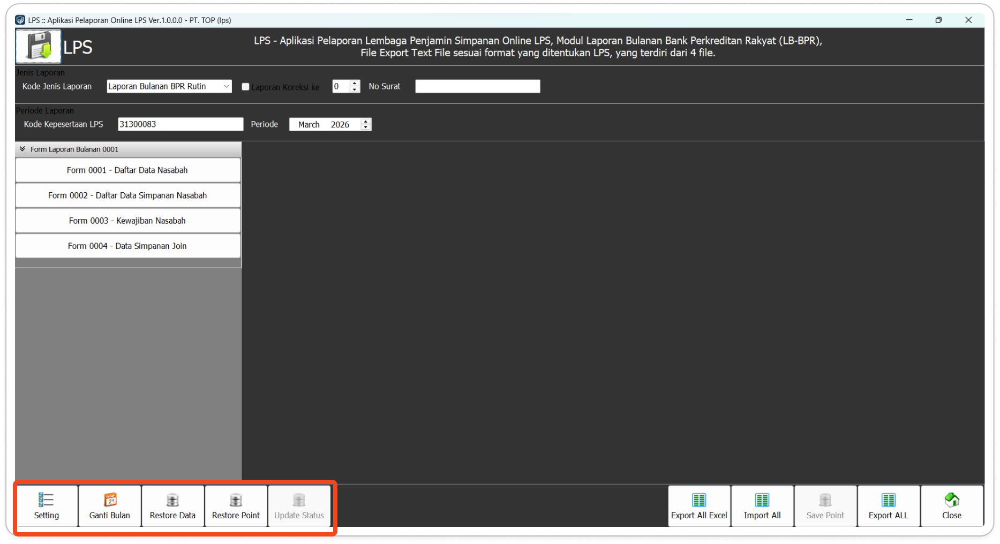 LPS :: Aplikasi Pelaporan Online LPS Ver.1.0.0.0 - PT. TOP (lps)
LPS
LPS - Aplikasi Pelaporan Lembaga Penjamin Simpanan Online LPS, Modul Laporan Bulanan Bank Perkreditan Rakyat (LB-BPR),
File Export Text File sesuai format yang ditentukan LPS, yang terdiri dari 4 file.
Jenis Laporan
Kode Jenis Laporan Laporan Bulanan BPR Rutin Laporan Koreksi ke 0 No Surat
Periode Laporan
Kode Kepesertaan LPS 31300083 Periode March 2026
Form Laporan Bulanan 0001
Form 0001 - Daftar Data Nasabah
Form 0002 - Daftar Data Simpanan Nasabah
Form 0003 - Kewajiban Nasabah
Form 0004 - Data Simpanan Join
Setting Ganti Bulan Restore Data Restore Point Update Status Export All Excel Import All Save Point Export ALL Close